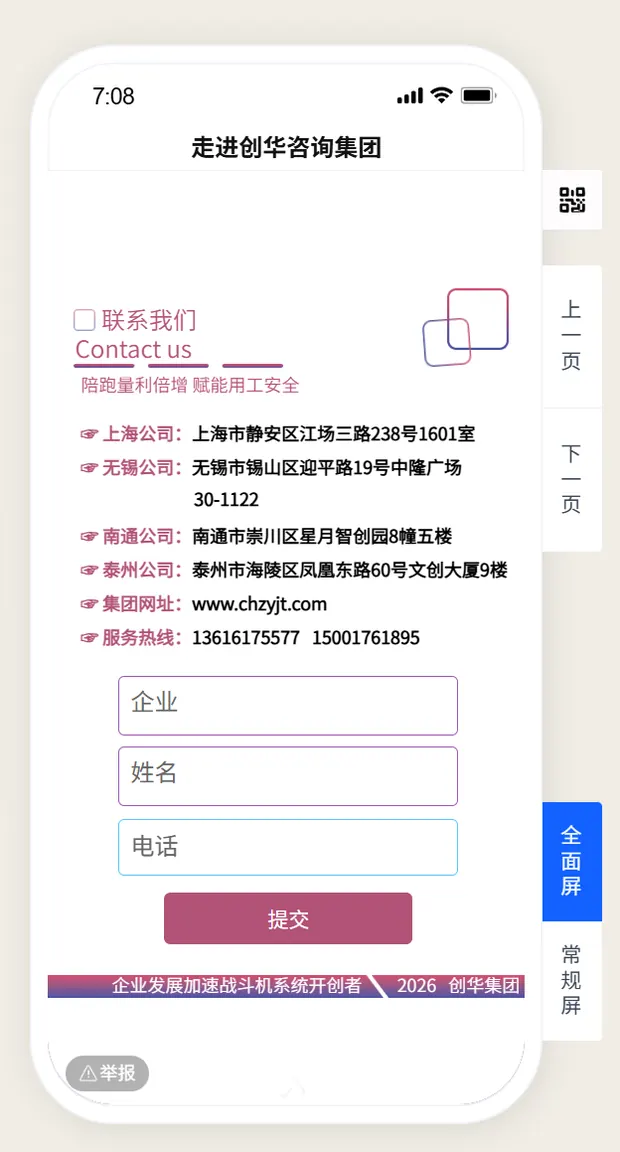 7:08
走进创华咨询集团
联系我们
Contact us
陪跑量利倍增 赋能用工安全
☞ 上海公司：上海市静安区江场三路238号1601室
☞ 无锡公司：无锡市锡山区迎平路19号中隆广场
30-1122
☞ 南通公司：南通市崇川区星月智创园8幢五楼
☞ 泰州公司：泰州市海陵区凤凰东路60号文创大厦9楼
☞ 集团网址：www.chzyjt.com
☞ 服务热线：13616175577 15001761895
企业
姓名
电话
提交
企业发展加速战斗机系统开创者 2026 创华集团
举报
上一页
下一页
全面屏
常规屏